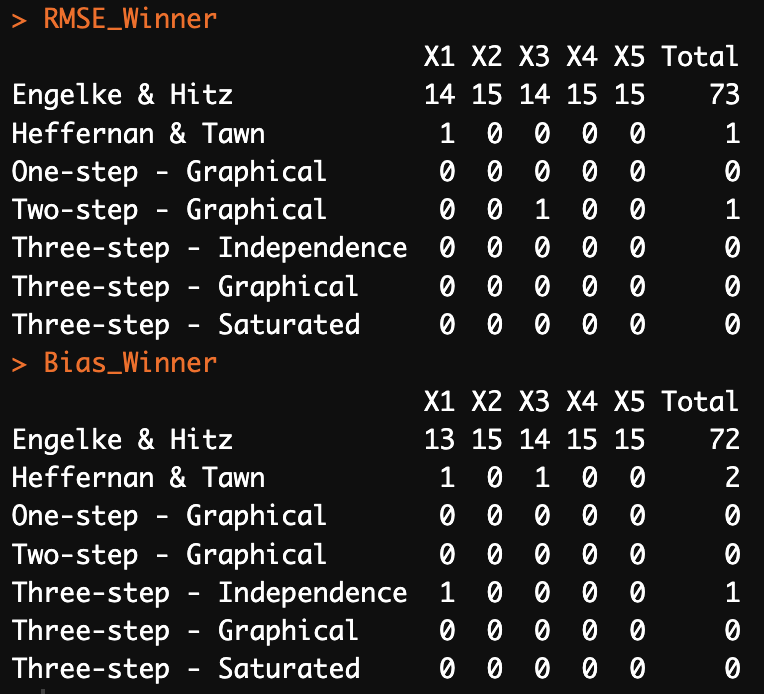 > RMSE_Winner
X1 X2 X3 X4 X5 Total
Engelke & Hitz 14 15 14 15 15 73
Heffernan & Tawn 1 0 0 0 0 1
One-step - Graphical 0 0 0 0 0 0
Two-step - Graphical 0 0 1 0 0 1
Three-step - Independence 0 0 0 0 0 0
Three-step - Graphical 0 0 0 0 0 0
Three-step - Saturated 0 0 0 0 0 0
> Bias_Winner
X1 X2 X3 X4 X5 Total
Engelke & Hitz 13 15 14 15 15 72
Heffernan & Tawn 1 0 1 0 0 2
One-step - Graphical 0 0 0 0 0 0
Two-step - Graphical 0 0 0 0 0 0
Three-step - Independence 1 0 0 0 0 1
Three-step - Graphical 0 0 0 0 0 0
Three-step - Saturated 0 0 0 0 0 0